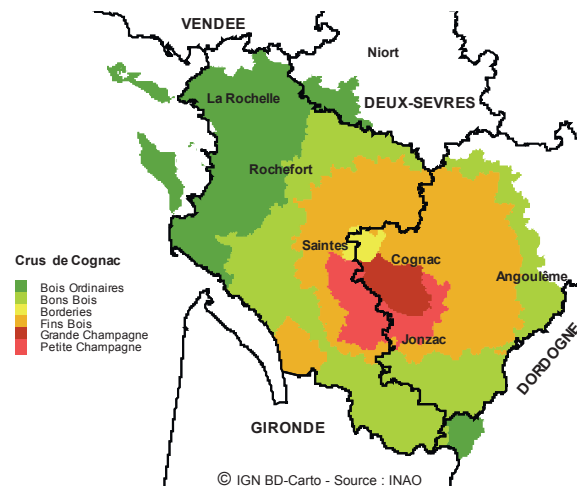 VENDEE
Niort
La Rochelle
DEUX-SEVRES
Rochefort
Saintes
Cognac
Angoulême
Jonzac
DORDOGNE
GIRONDE
Crus de Cognac
Bois Ordinaires
Bons Bois
Borderies
Fins Bois
Grande Champagne
Petite Champagne
© IGN BD-Carto - Source : INAO